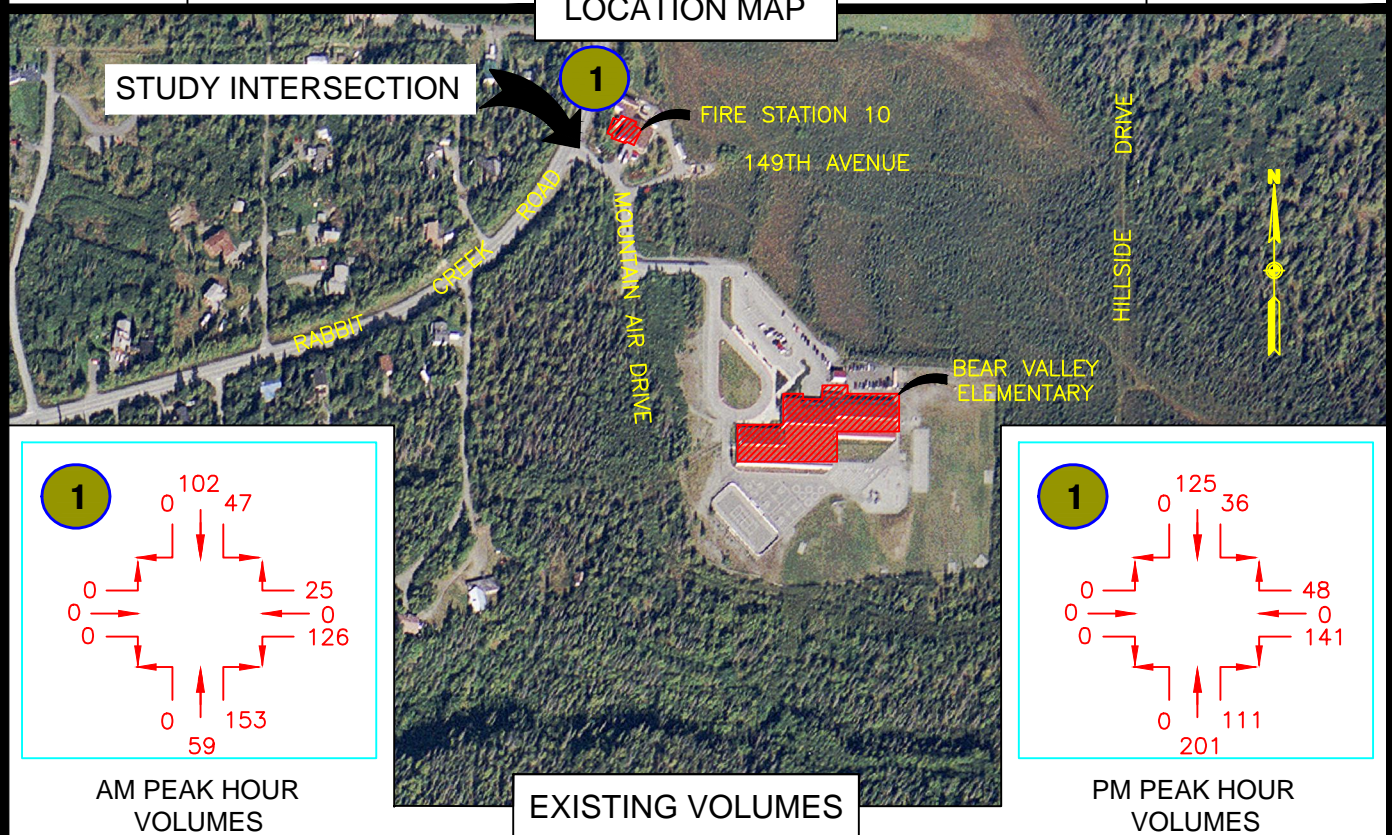 LOCATION MAP
STUDY INTERSECTION
1
FIRE STATION 10
149TH AVENUE
HILLSIDE DRIVE
N
RABBIT CREEK ROAD
MOUNTAIN AIR DRIVE
BEAR VALLEY
ELEMENTARY
1
0 102 47
0
0
0
25
0
126
0 59 153
AM PEAK HOUR
VOLUMES
EXISTING VOLUMES
1
0 125 36
0
0
0
48
0
141
0 201 111
PM PEAK HOUR
VOLUMES